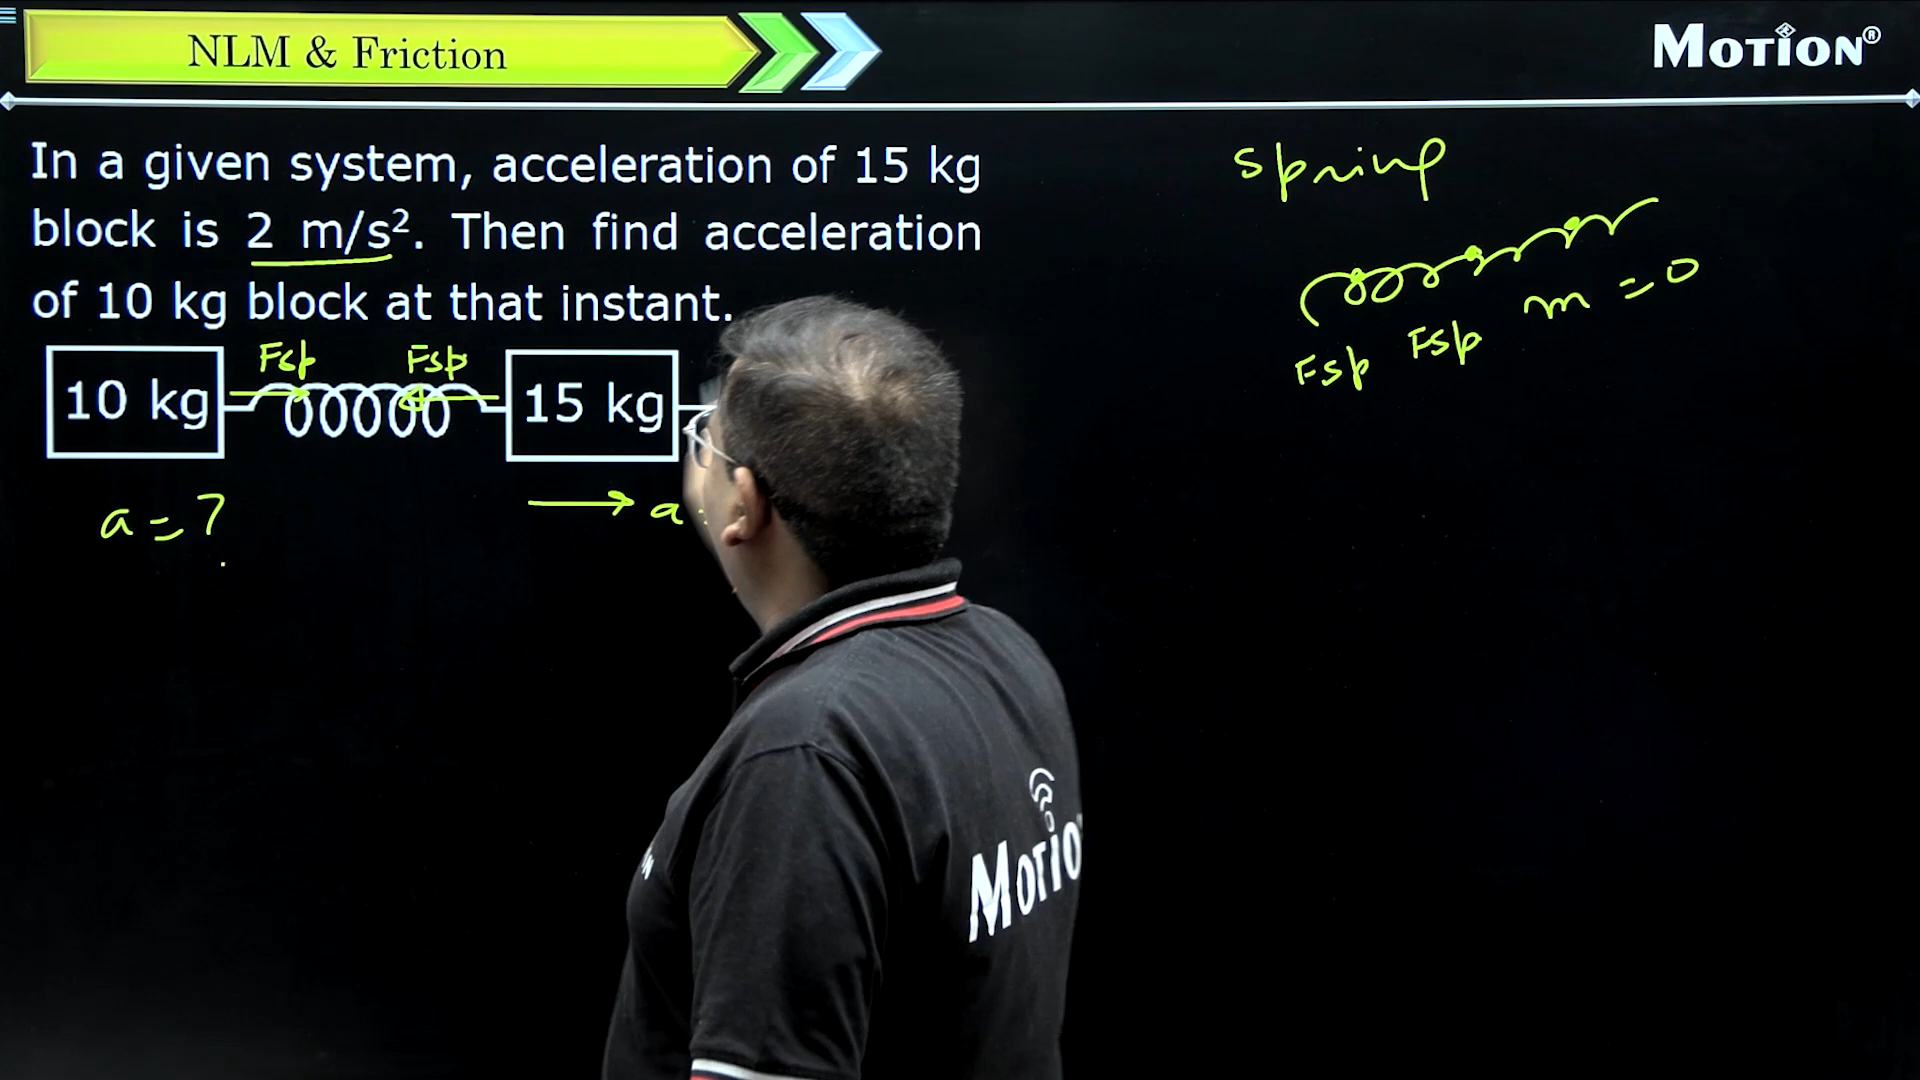 NLM & Friction
MOTION®
In a given system, acceleration of 15 kg
block is 2 m/s². Then find acceleration
of 10 kg block at that instant.
10 kg
Fsp
Fsp
15 kg
a = ?
a
Spring
m = 0
Fsp
Fsp
MOTIO